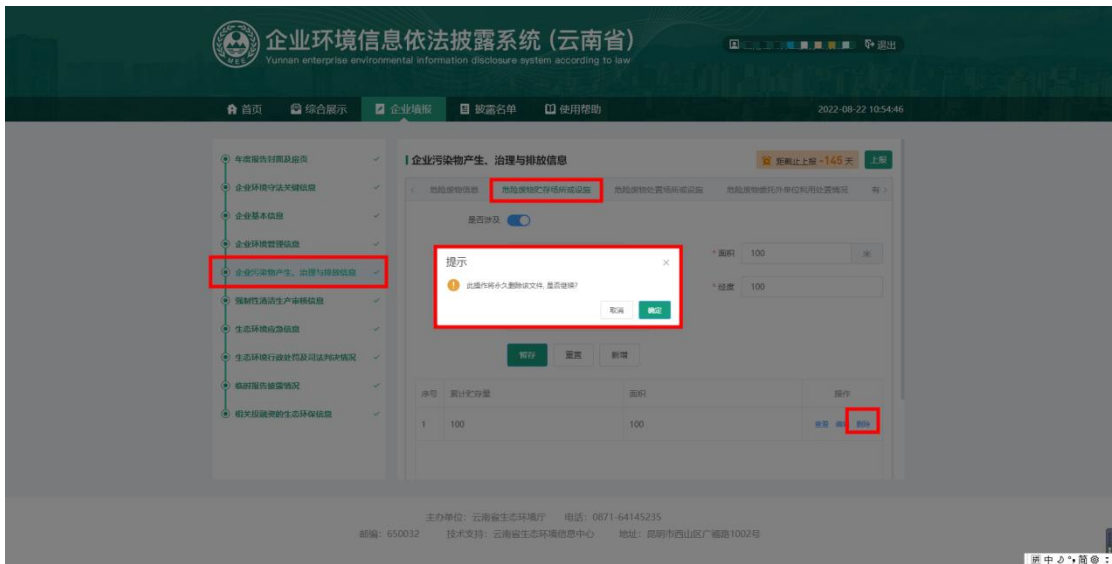 企业环境信息依法披露系统 (云南省)
Yunnan enterprise environmental information disclosure system according to law
退出
首页 综合展示 企业填报 披露名单 使用帮助 2022-08-22 10:54:46
年度报告封面及扉页
企业环境守法关键信息
企业基本信息
企业环境管理信息
企业污染物产生、治理与排放信息
强制性清洁生产审核信息
生态环境应急信息
生态环境行政处罚及司法判决情况
临时报告披露情况
相关投融资的生态环保信息
企业污染物产生、治理与排放信息 距截止上报 -145 天 上报
危险废物信息 危险废物贮存场所或设施 危险废物处置场所或设施 危险废物委托外单位利用处置情况 有
是否涉及
* 面积 100 米
* 经度 100
提示
此操作将永久删除该文件, 是否继续?
取消 确定
暂存 重置 新增
序号 累计贮存量 面积 操作
1 100 100 查看 删除
主办单位：云南省生态环境厅 电话：0871-64145235
邮编：650032 技术支持：云南省生态环境信息中心 地址：昆明市西山区广福路1002号
中 简